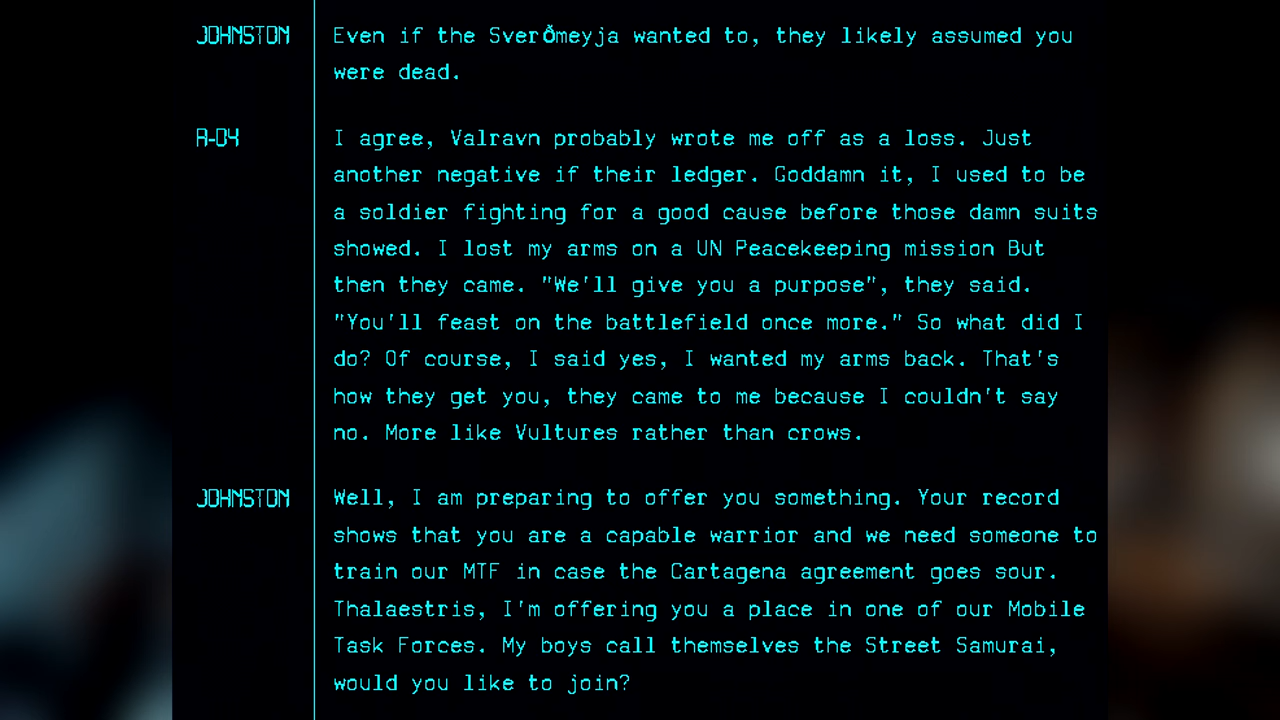 JOHNSTON Even if the Sverðmeyja wanted to, they likely assumed you
were dead.
A-04 I agree, Valravn probably wrote me off as a loss. Just
another negative if their ledger. Goddamn it, I used to be
a soldier fighting for a good cause before those damn suits
showed. I lost my arms on a UN Peacekeeping mission But
then they came. "We'll give you a purpose", they said.
"You'll feast on the battlefield once more." So what did I
do? Of course, I said yes, I wanted my arms back. That's
how they get you, they came to me because I couldn't say
no. More like Vultures rather than crows.
JOHNSTON Well, I am preparing to offer you something. Your record
shows that you are a capable warrior and we need someone to
train our MTF in case the Cartagena agreement goes sour.
Thalaestris, I'm offering you a place in one of our Mobile
Task Forces. My boys call themselves the Street Samurai,
would you like to join?